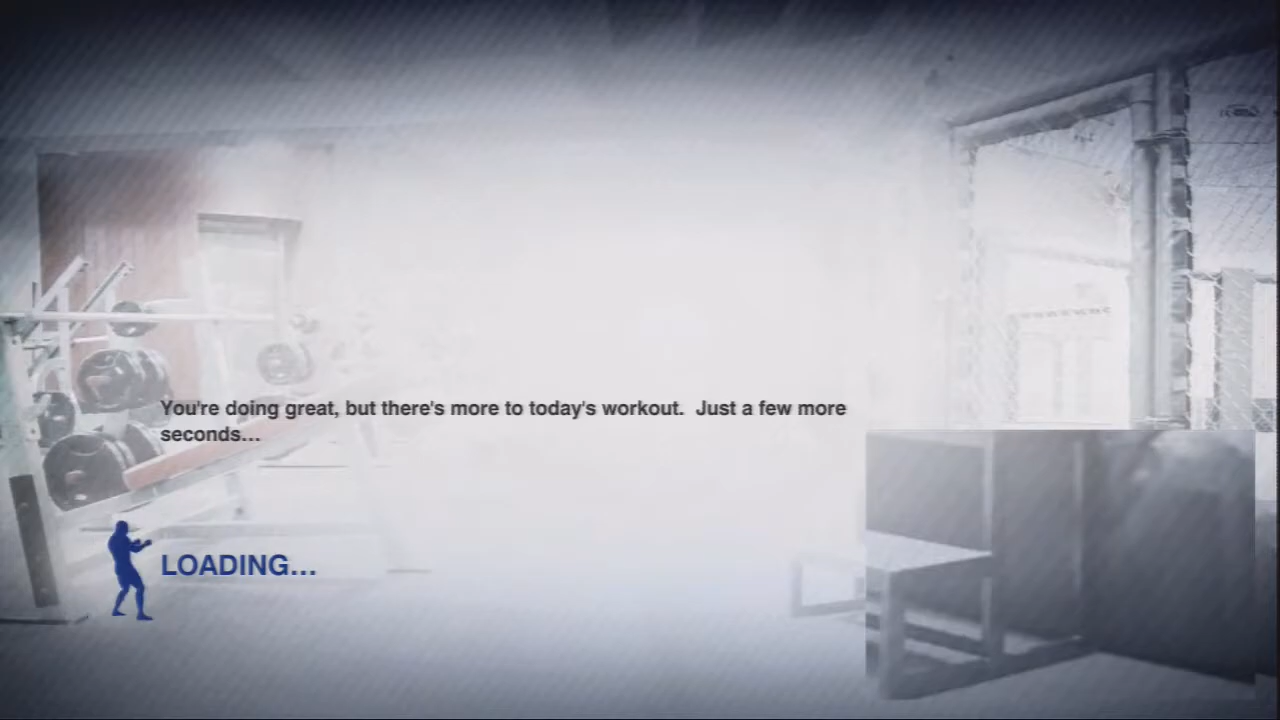 You're doing great, but there's more to today's workout.  Just a few more
seconds...
LOADING...